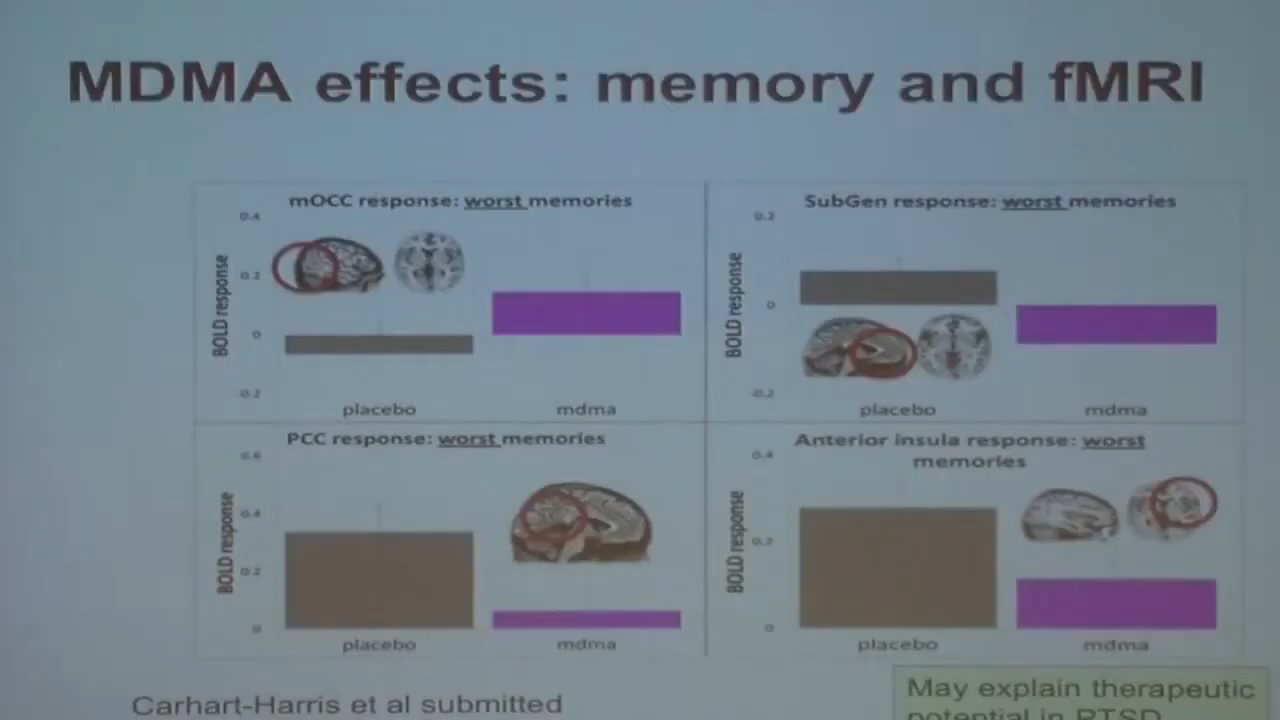 MDMA effects: memory and fMRI
mOCC response: worst memories
0.4
0.2
0
-0.2
BOLD response
placebo
mdma
SubGen response: worst memories
0.2
0
-0.2
BOLD response
placebo
mdma
PCC response: worst memories
0.6
0.4
0.2
0
BOLD response
placebo
mdma
Anterior insula response: worst
memories
0.4
0.2
0
BOLD response
placebo
mdma
Carhart-Harris et al submitted
May explain therapeutic
potential in PTSD